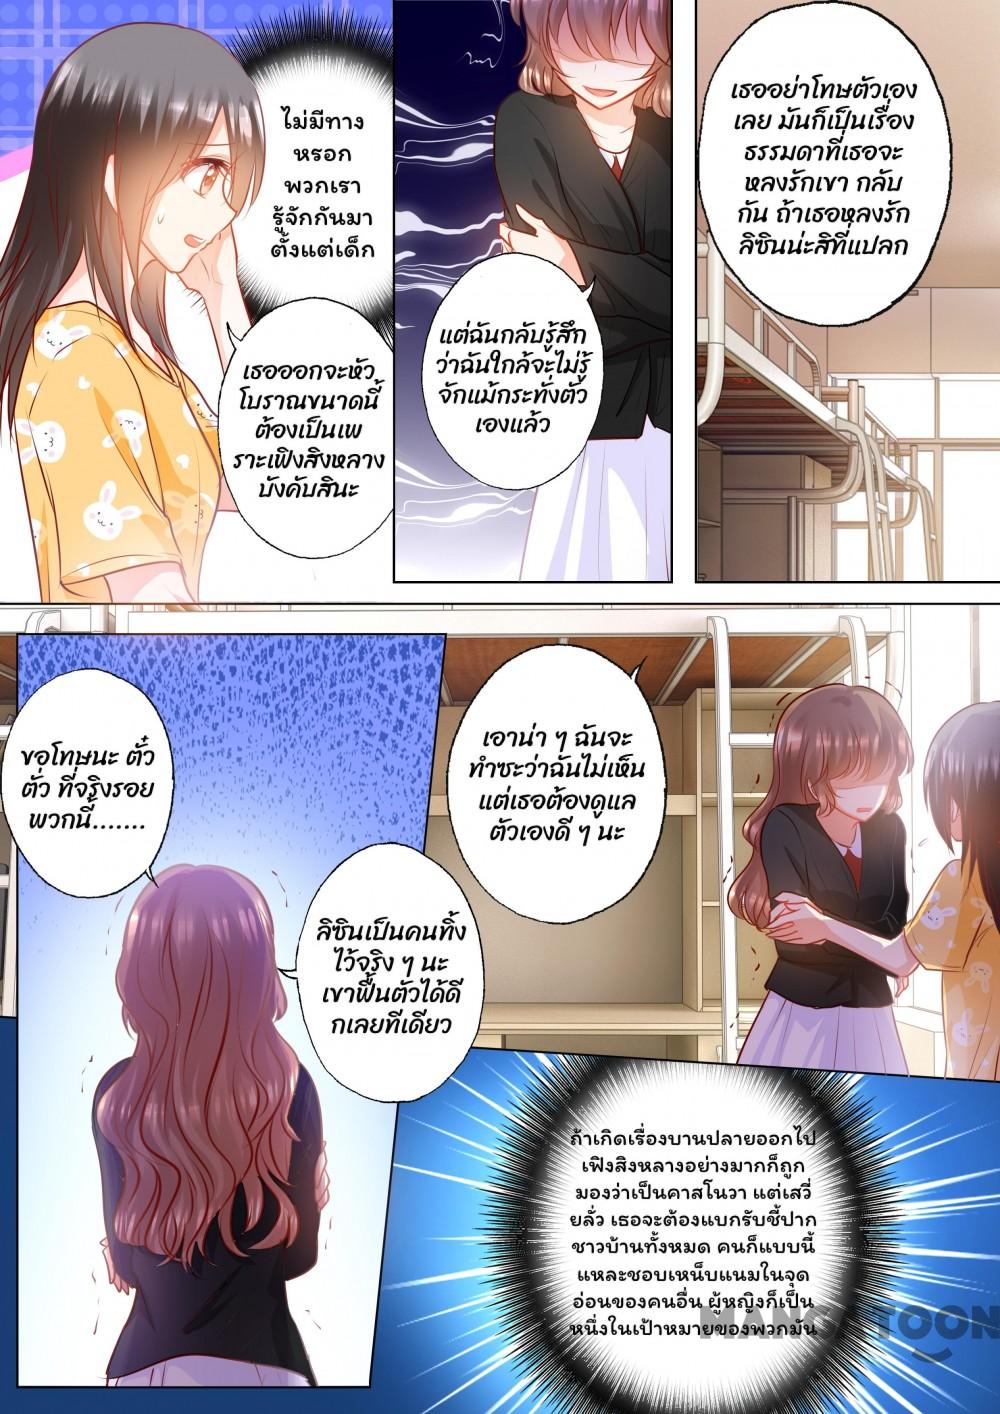 ไม่มีทาง
หรอก
พวกเรา
รู้จักกันมา
ตั้งแต่เด็ก
เธอออกจะหัว
โบราณขนาดนี้
ต้องเป็นเพ
ราะเฟิงสิงหลาง
บังคับสินะ
แต่ฉันกลับรู้สึก
ว่าฉันใกล้จะไม่รู้
จักแม้กระทั่งตัว
เองแล้ว
เธออย่าโทษตัวเอง
เลย มันก็เป็นเรื่อง
ธรรมดาที่เธอจะ
หลงรักเขา กลับ
กัน ถ้าเธอหลงรัก
ลิซินน่ะสิที่แปลก
ขอโทษนะ ตั๋ว
ตั่ว ที่จริงรอย
พวกนี้.......
ลิซินเป็นคนทิ้ง
ไว้จริง ๆ นะ
เขาฟื้นตัวได้ดี
กเลยทีเดียว
เอาน่า ๆ ฉันจะ
ทำซะว่าฉันไม่เห็น
แต่เธอต้องดูแล
ตัวเองดี ๆ นะ
ถ้าเกิดเรื่องบานปลายออกไป
เฟิงสิงหลางอย่างมากก็ถูก
มองว่าเป็นคาสโนวา แต่เสวี่
ยลั่ว เธอจะต้องแบกรับขี้ปาก
ชาวบ้านทั้งหมด คนก็แบบนี้
แหละชอบเหน็บแนมในจุด
อ่อนของคนอื่น ผู้หญิงก็เป็น
หนึ่งในเป้าหมายของพวกมัน